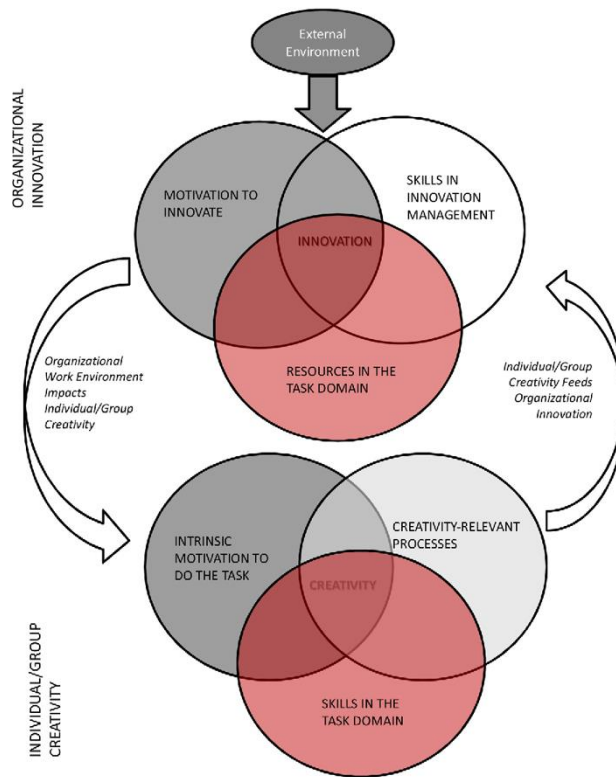 External
Environment
ORGANIZATIONAL
INNOVATION
MOTIVATION TO
INNOVATE
SKILLS IN
INNOVATION
MANAGEMENT
INNOVATION
RESOURCES IN THE
TASK DOMAIN
Organizational
Work Environment
Impacts
Individual/Group
Creativity
Individual/Group
Creativity Feeds
Organizational
Innovation
INTRINSIC
MOTIVATION TO
DO THE TASK
CREATIVITY-RELEVANT
PROCESSES
CREATIVITY
SKILLS IN THE
TASK DOMAIN
INDIVIDUAL/GROUP
CREATIVITY